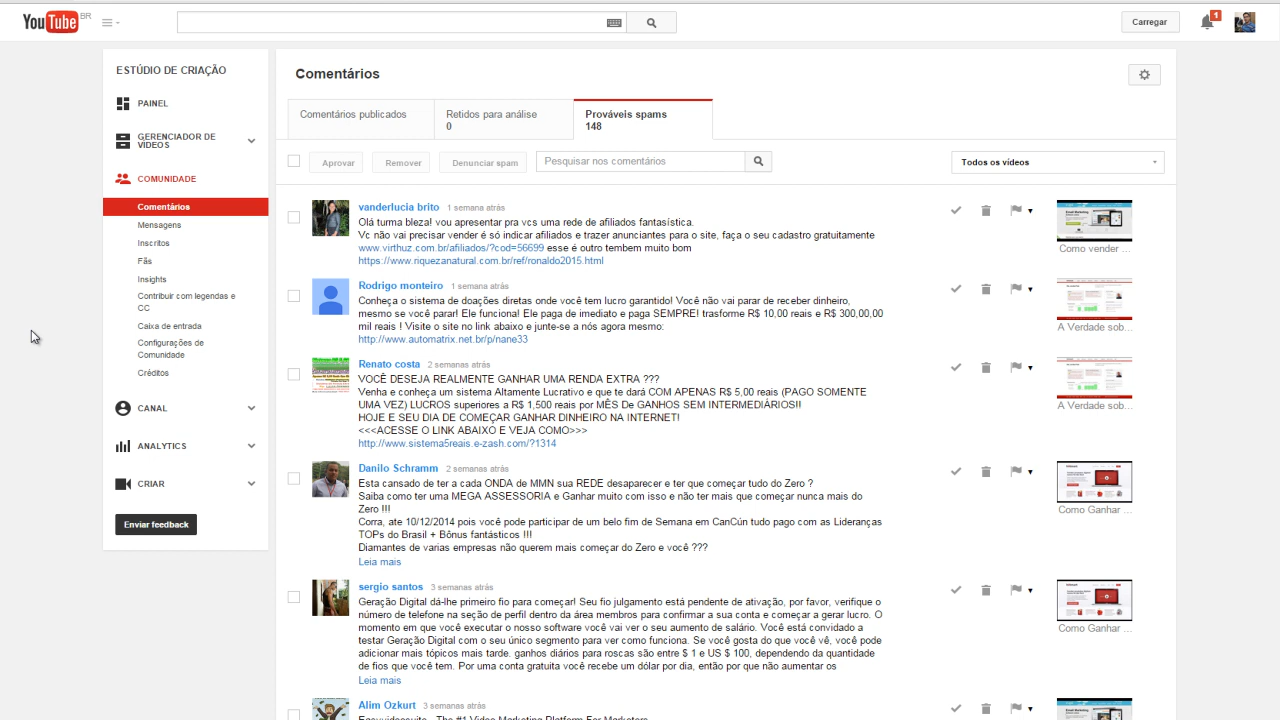 YouTube BR
Carregar
1
ESTÚDIO DE CRIAÇÃO
PAINEL
GERENCIADOR DE
VÍDEOS
COMUNIDADE
Comentários
Mensagens
Inscritos
Fãs
Insights
Contribuir com legendas e
CC
Caixa de entrada
Configurações de
Comunidade
Créditos
CANAL
ANALYTICS
CRIAR
Enviar feedback
Comentários
Comentários publicados
Retidos para análise
0
Prováveis spams
148
Aprovar
Remover
Denunciar spam
Pesquisar nos comentários
Todos os vídeos
vanderlucia brito 1 semana atrás
Olá turma bleza! vou apresentar pra vcs uma rede de afiliados fantasística.
Vc não vai precisar vender é só indicar afiliados e trazer anunciantes para o site, faça o seu cadastro gratuitamente
www.virthuz.com.br/afiliados/?cod=56699 esse é outro tembem muito bom
https://www.riquezanatural.com.br/ref/ronaldo2015.html
Como vender ...
Rodrigo monteiro 1 semana atrás
Conheça o sistema de doações diretas onde você tem lucro garantido! Você não vai parar de receber dinheiro ,
mesmo se você parar! Ele funciona! Ele paga de imediato e paga SEMPRE! trasforme R$ 10,00 reais e R$ 300,00,00
mil reais ! Visite o site no link abaixo e junte-se a nós agora mesmo:
http://www.automatrix.net.br/p/nane33
A Verdade sob...
Renato costa 2 semanas atrás
VOCÊ DESEJA REALMENTE GANHAR UMA RENDA EXTRA ???
Venha e conheça um sistema Altamente Lucrativo e que te dará COM APENAS R$ 5,00 reais (PAGO SOMENTE
UMA VEZ) LUCROS superiores a R$ 1,500 reais por MÊS De GANHOS SEM INTERMEDIÁRIOS!!
HOJE E SEU DIA DE COMEÇAR GANHAR DINHEIRO NA INTERNET!
<<<ACESSE O LINK ABAIXO E VEJA COMO>>>
http://www.sistema5reais.e-zash.com/?1314
A Verdade sob...
Danilo Schramm 2 semanas atrás
Está cansado de ter cada ONDA de MMN sua REDE desaparecer e ter que começar tudo do Zero?
Saiba como ter uma MEGA ASSESSORIA e Ganhar muito com isso e não ter mais que começar nunca mais do
Zero !!!
Corra, ate 10/12/2014 pois você pode participar de um belo fim de Semana em CanCún tudo pago com as Lideranças
TOPs do Brasil + Bônus fantásticos !!!
Diamantes de varias empresas não querem mais começar do Zero e você ???
Leia mais
Como Ganhar ...
sergio santos 3 semanas atrás
Geração Digital dá-lhe primeiro fio para começar! Seu fio julgamento está pendente de ativação, por favor, verifique o
número de telefone na seção de perfil dentro da área membros para confirmar a sua conta e começar a gerar lucro. O
momento em que você executar o nosso software você vai ver o seu aumento de salário. Você está convidado a
testar Geração Digital com o seu único segmento para ver como funciona. Se você gosta do que você vê, você pode
adicionar mais tópicos mais tarde. ganhos diários para roscas são entre $ 1 e US $ 100, dependendo da quantidade
de fios que você tem. Por uma conta gratuita você recebe um dólar por dia, então por que não aumentar os
Leia mais
Como Ganhar ...
Alim Ozkurt 3 semanas atrás
The #1 Video Marketing Platform For Marketers